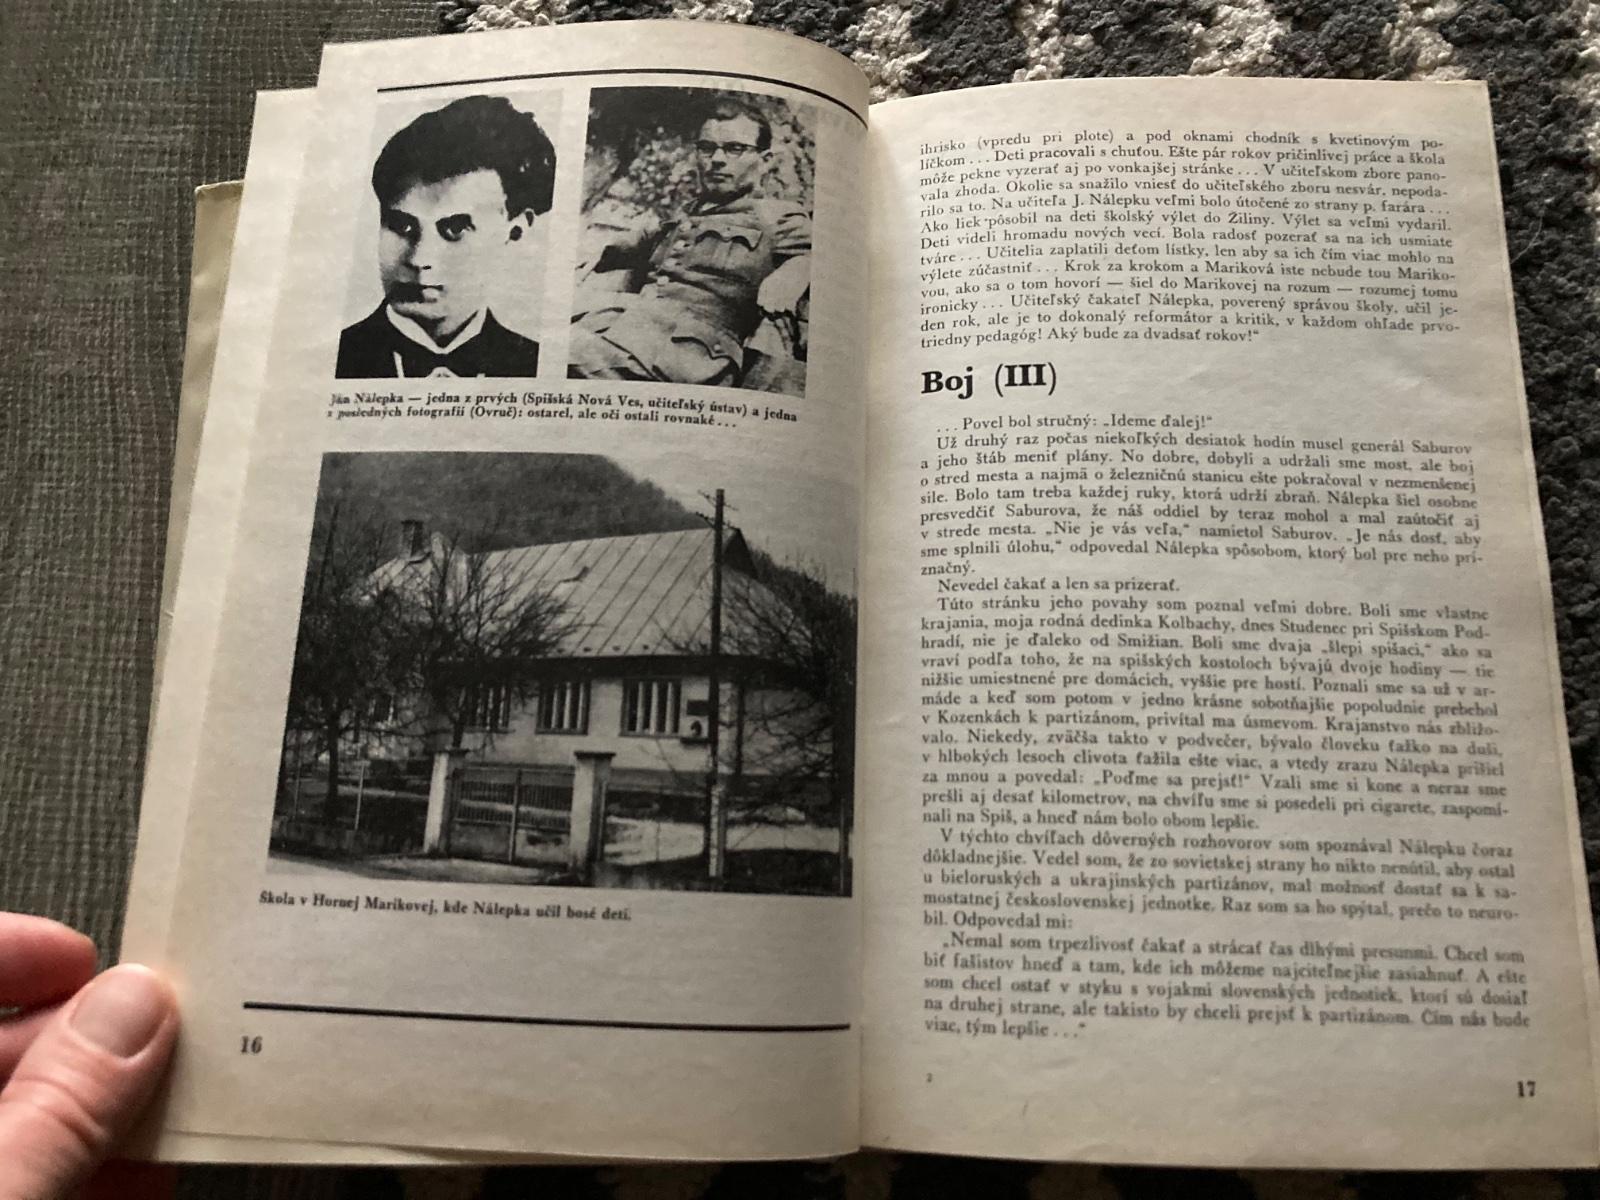 Ján Nálepka — jedna z prvých (Spišská Nová Ves, učiteľský ústav) a jedna
z posledných fotografií (Ovruč): ostarel, ale oči ostali rovnaké...
Škola v Hornej Maríkovej, kde Nálepka učil bosé deti.
16
ihrisko (vpredu pri plote) a pod oknami chodník s kvetinovým po-
líčkom... Deti pracovali s chuťou. Ešte pár rokov pričinlivej práce a škola
môže pekne vyzerať aj po vonkajšej stránke... V učiteľskom zbore pano-
vala zhoda. Okolie sa snažilo vniesť do učiteľského zboru nesvár, nepoda-
rilo sa to. Na učiteľa J. Nálepku veľmi bolo útočené zo strany p. farára...
Ako liek pôsobil na deti školský výlet do Žiliny. Výlet sa veľmi vydaril.
Deti videli hromadu nových vecí. Bola radosť pozerať sa na ich usmiate
tváre... Učitelia zaplatili deťom lístky, len aby sa ich čím viac mohlo na
výlete zúčastniť... Krok za krokom a Mariková iste nebude tou Mariko-
vou, ako sa o tom hovorí — šiel do Marikovej na rozum — rozumej tomu
ironicky... Učiteľský čakateľ Nálepka, poverený správou školy, učil je-
den rok, ale je to dokonalý reformátor a kritik, v každom ohľade prvo-
triedny pedagóg! Aký bude za dvadsať rokov!“
Boj (III)
... Povel bol stručný: „Ideme ďalej!“
Už druhý raz počas niekoľkých desiatok hodín musel generál Saburov
a jeho štáb meniť plány. No dobre, dobyli a udržali sme most, ale boj
o stred mesta a najmä o železničnú stanicu ešte pokračoval v nezmenšenej
sile. Bolo tam treba každej ruky, ktorá udrží zbraň. Nálepka šiel osobne
presvedčiť Saburova, že náš oddiel by teraz mohol a mal zaútočiť aj
v strede mesta. „Nie je vás veľa,“ namietol Saburov. „Je nás dosť, aby
sme splnili úlohu,“ odpovedal Nálepka spôsobom, ktorý bol pre neho prí-
značný.
Nevedel čakať a len sa prizerať.
Túto stránku jeho povahy som poznal veľmi dobre. Boli sme vlastne
krajania, moja rodná dedinka Kolbachy, dnes Studenec pri Spišskom Pod-
hradí, nie je ďaleko od Smižian. Boli sme dvaja „šlepi spišaci,“ ako sa
vraví podľa toho, že na spišských kostoloch bývajú dvoje hodiny — tie
nižšie umiestnené pre domácich, vyššie pre hostí. Poznali sme sa už v ar-
máde a keď som potom v jedno krásne sobotňajšie popoludnie prebehol
v Kozenkách k partizánom, privítal ma úsmevom. Krajanstvo nás zbližo-
valo. Niekedy, zväčša takto v podvečer, bývalo človeku ťažko na duši,
v hlbokých lesoch clivota ťažila ešte viac, a vtedy zrazu Nálepka prišiel
za mnou a povedal: „Poďme sa prejsť!“ Vzali sme si kone a neraz sme
prešli aj desať kilometrov, na chvíľu sme si posedeli pri cigarete, zaspomí-
nali na Spiš, a hneď nám bolo obom lepšie.
V týchto chvíľach dôverných rozhovorov som spoznával Nálepku čoraz
dôkladnejšie. Vedel som, že zo sovietskej strany ho nikto nenútil, aby ostal
u bieloruských a ukrajinských partizánov, mal možnosť dostať sa k sa-
mostatnej československej jednotke. Raz som sa ho spýtal, prečo to neuro-
bil. Odpovedal mi:
„Nemal som trpezlivosť čakať a strácať čas dlhými presunmi. Chcel som
biť fašistov hneď a tam, kde ich môžeme najciteľnejšie zasiahnuť. A ešte
som chcel ostať v styku s vojakmi slovenských jednotiek, ktorí sú dosiaľ
na druhej strane, ale takisto by chceli prejsť k partizánom. Čím nás bude
viac, tým lepšie...“
2
17